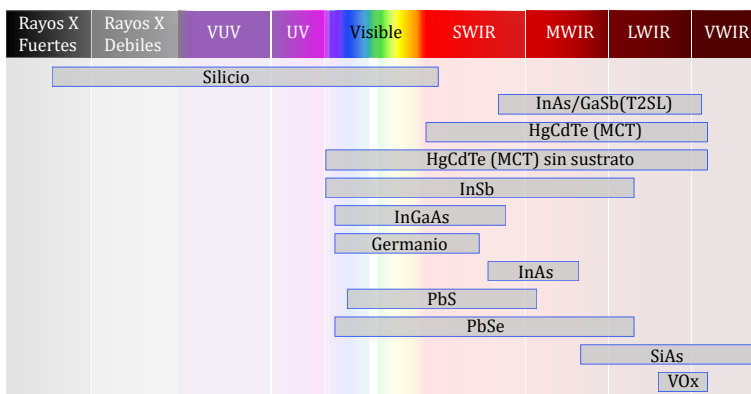 Rayos X
Fuertes
Rayos X
Debiles
VUV
UV
Visible
SWIR
MWIR
LWIR
VWIR
Silicio
InAs/GaSb(T2SL)
HgCdTe (MCT)
HgCdTe (MCT) sin sustrato
InSb
InGaAs
Germanio
InAs
PbS
PbSe
SiAs
VOx